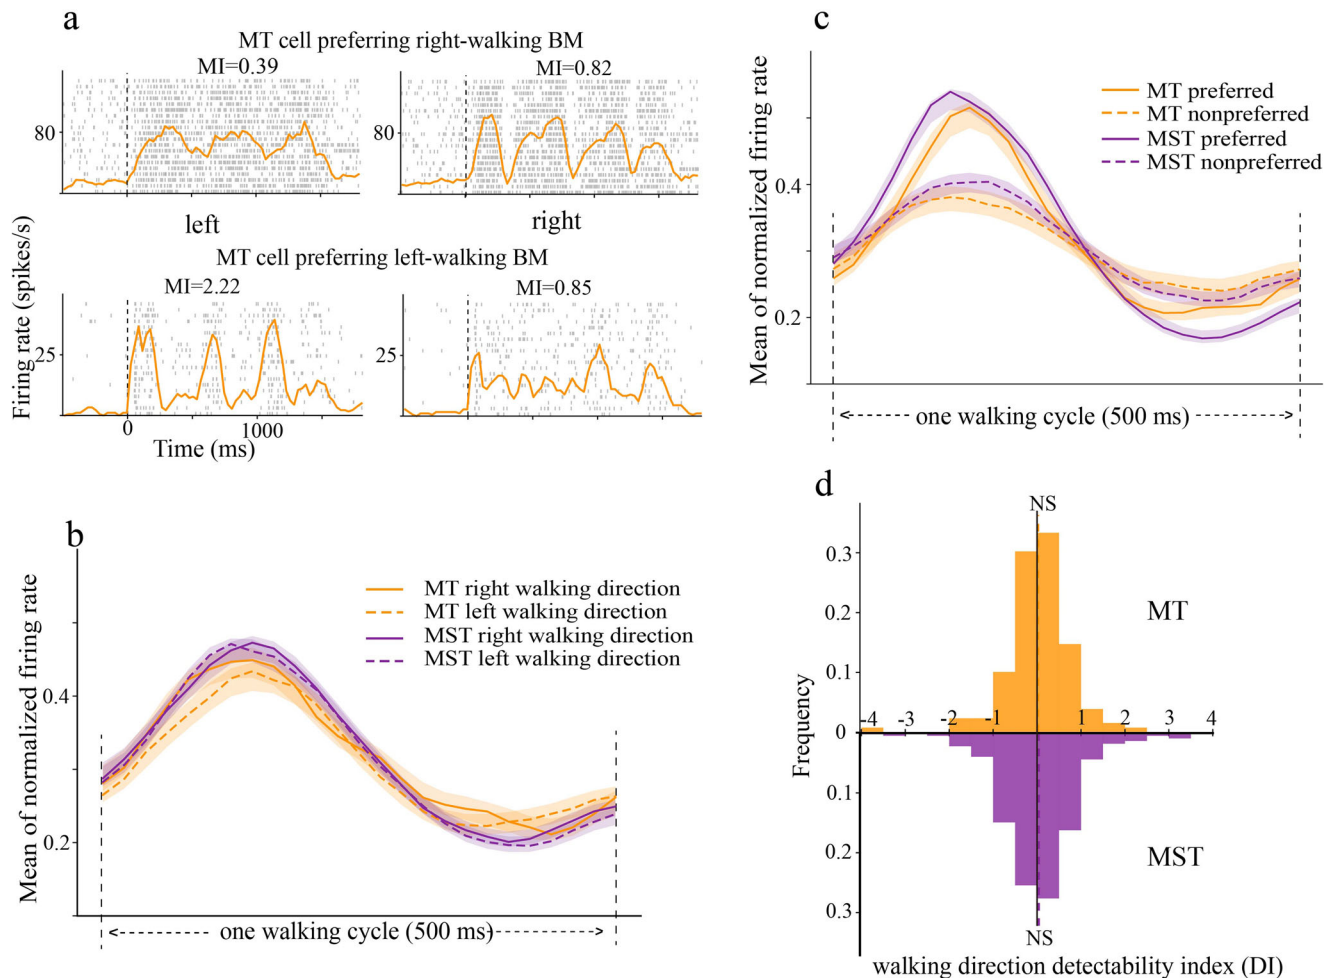 a
MT cell preferring right-walking BM
MI=0.39
MI=0.82
80
80
left
right
MT cell preferring left-walking BM
MI=2.22
MI=0.85
25
25
0
1000
Time (ms)
Firing rate (spikes/s)
b
Mean of normalized firing rate
0.4
0.2
MT right walking direction
MT left walking direction
MST right walking direction
MST left walking direction
one walking cycle (500 ms)
c
Mean of normalized firing rate
0.4
0.2
MT preferred
MT nonpreferred
MST preferred
MST nonpreferred
one walking cycle (500 ms)
d
NS
0.3
0.2
0.1
0
0.1
0.2
0.3
Frequency
MT
-4 -3 -2 -1 1 2 3 4
MST
NS
walking direction detectability index (DI)